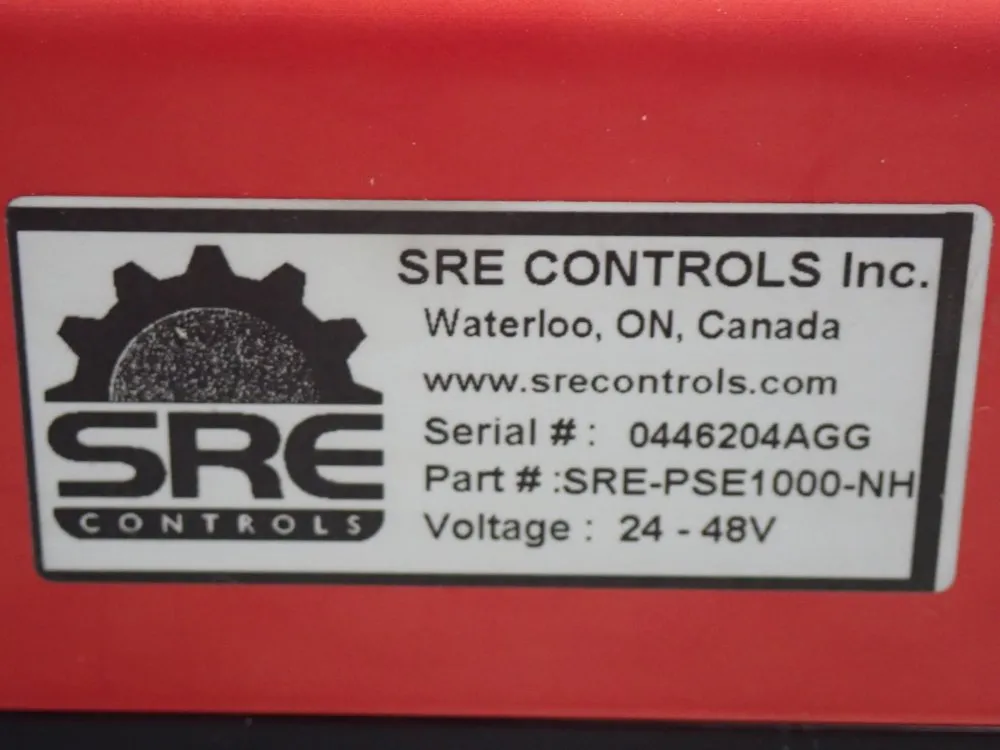 SRE CONTROLS Inc.
Waterloo, ON, Canada
www.srecontrols.com
Serial # : 0446204AGG
Part # :SRE-PSE1000-NH
Voltage : 24 - 48V
SRE
CONTROLS